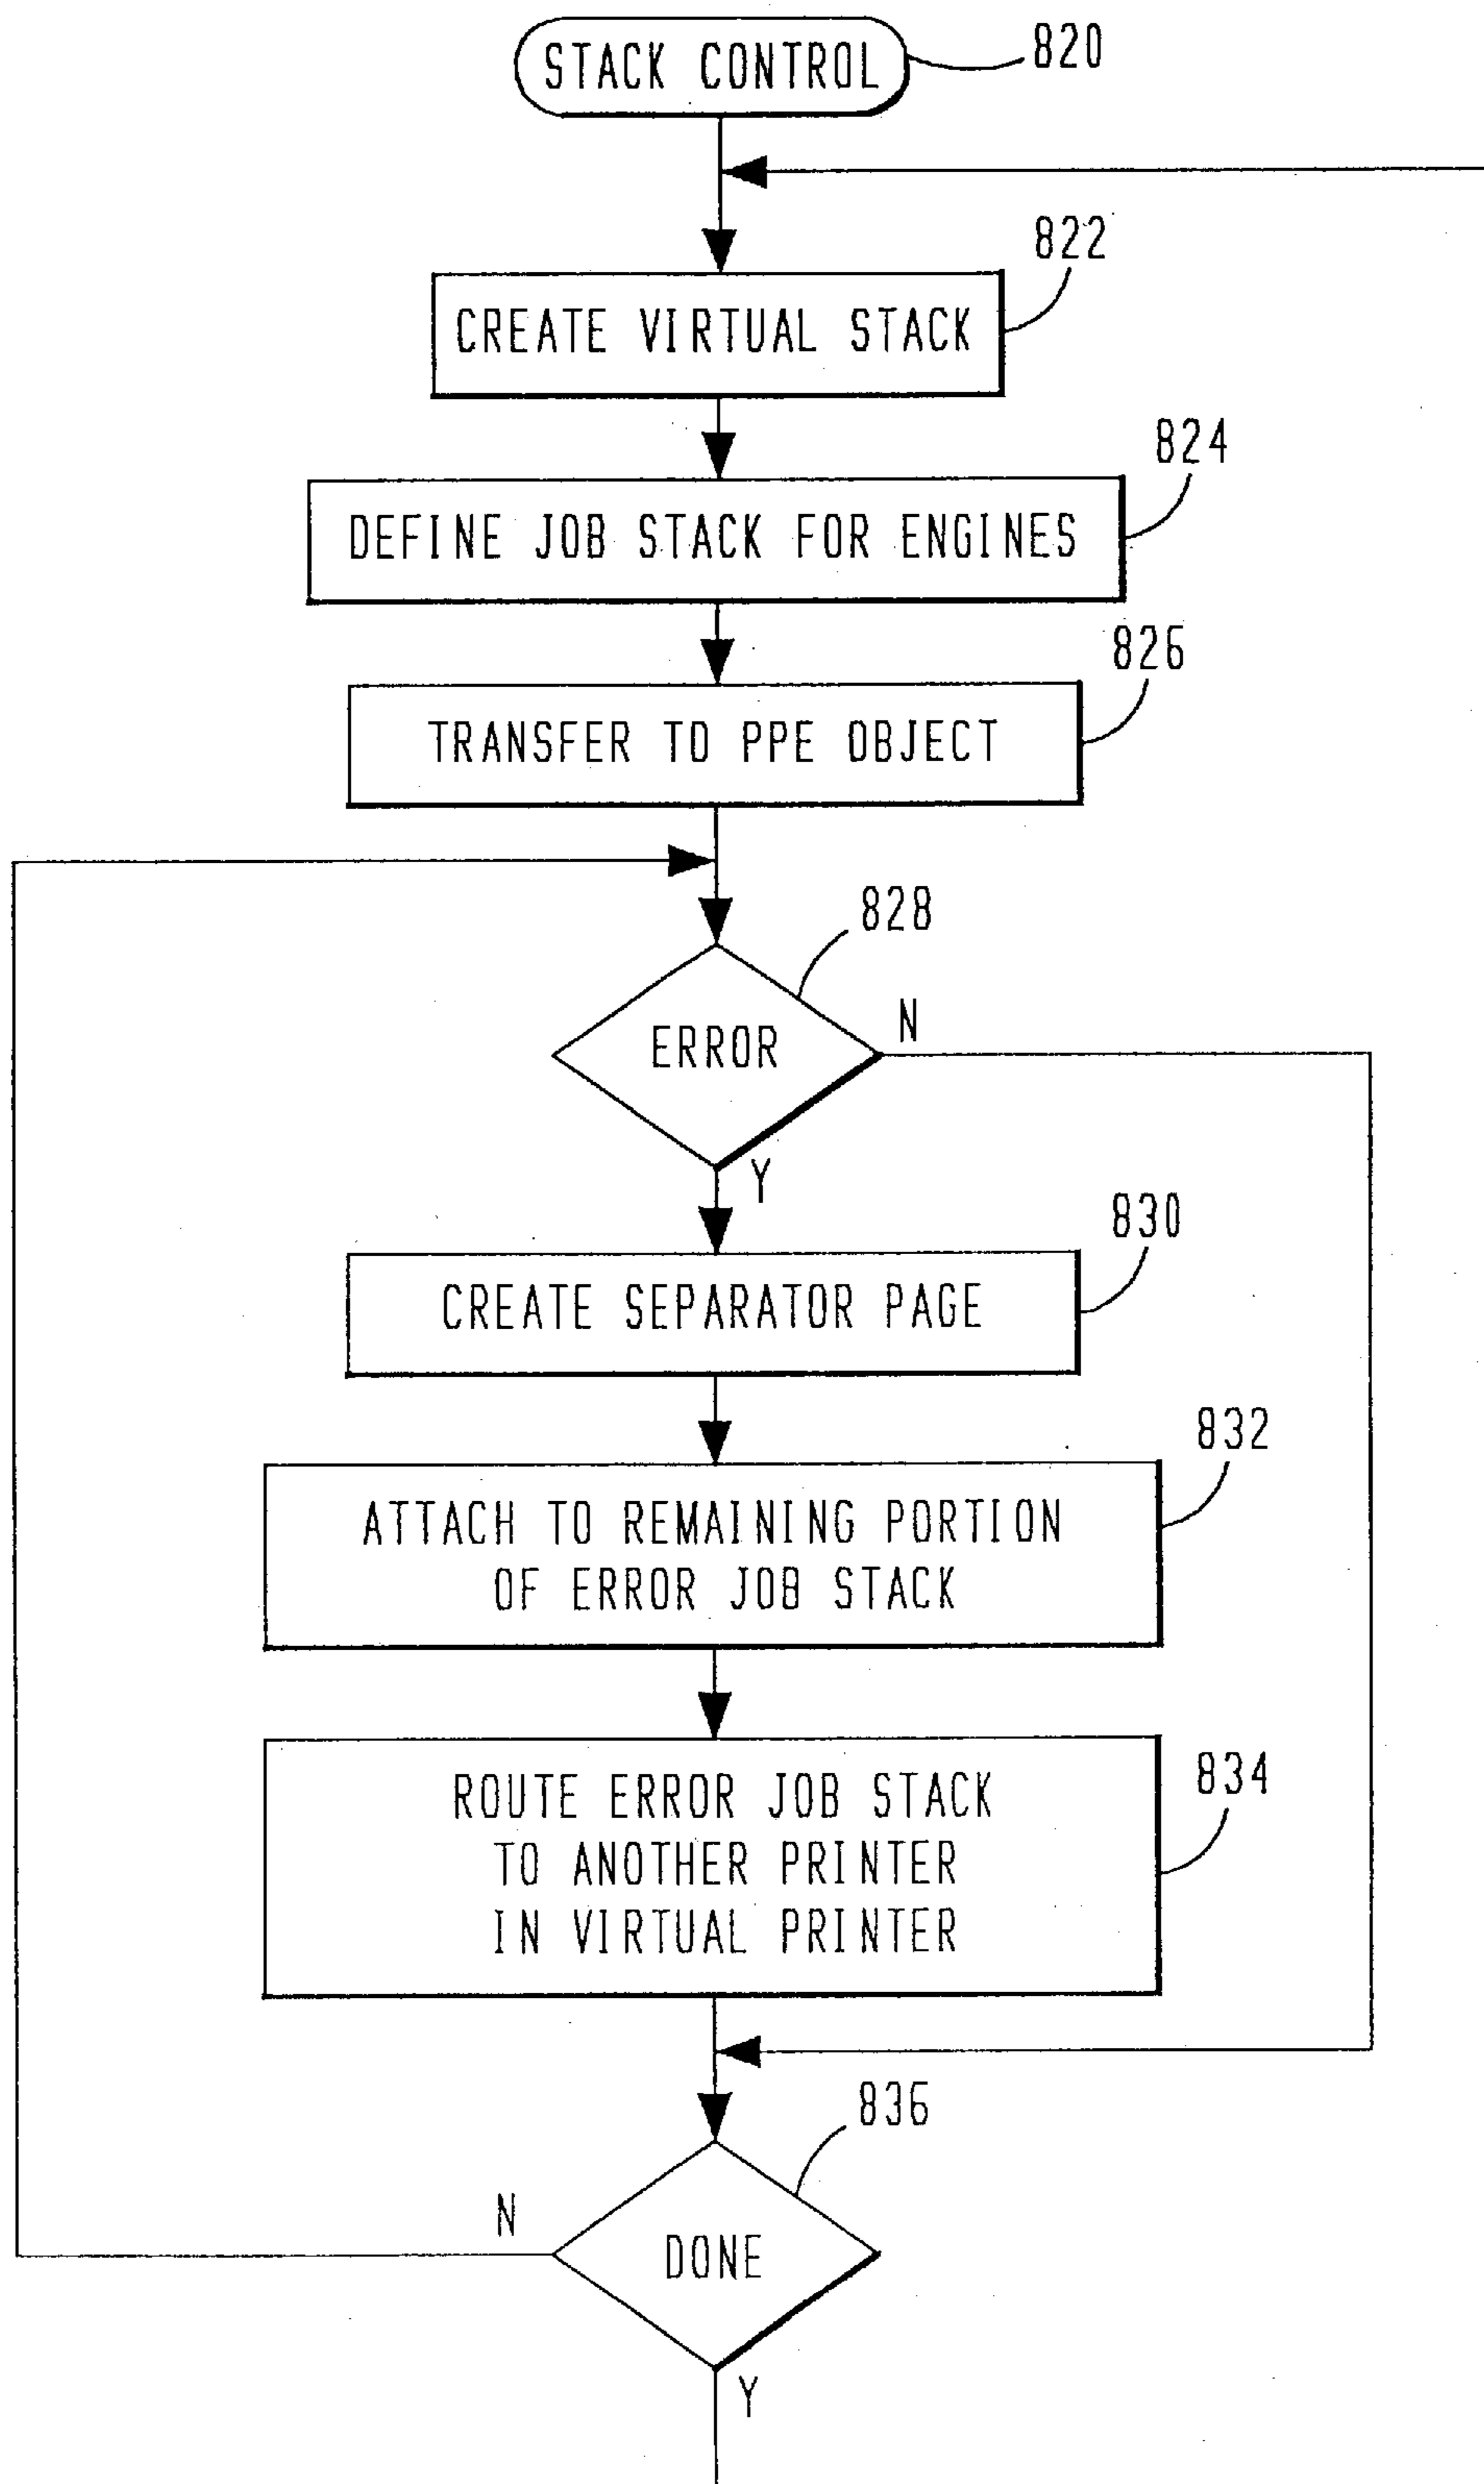 STACK CONTROL
820
822
CREATE VIRTUAL STACK
824
DEFINE JOB STACK FOR ENGINES
826
TRANSFER TO PPE OBJECT
828
ERROR
N
Y
830
CREATE SEPARATOR PAGE
832
ATTACH TO REMAINING PORTION
OF ERROR JOB STACK
834
ROUTE ERROR JOB STACK
TO ANOTHER PRINTER
IN VIRTUAL PRINTER
836
N
DONE
Y